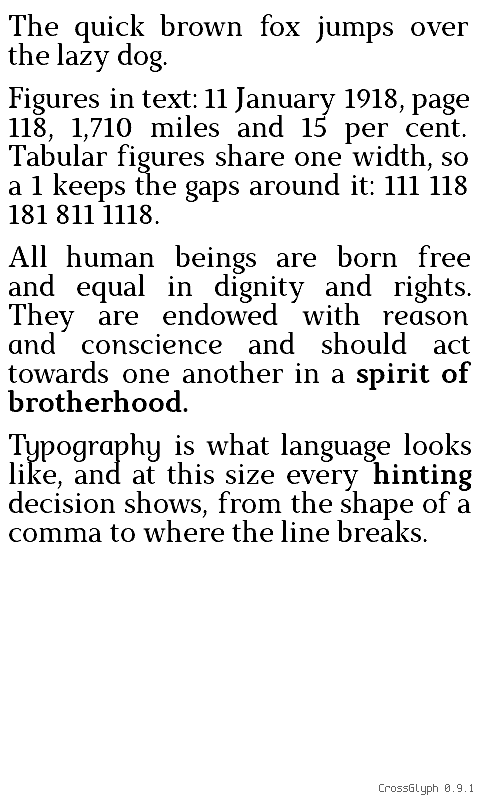 The quick brown fox jumps over
the lazy dog.
Figures in text: 11 January 1918, page
118, 1,710 miles and 15 per cent.
Tabular figures share one width, so
a 1 keeps the gaps around it: 111 118
181 811 1118.
All human beings are born free
and equal in dignity and rights.
They are endowed with reason
and conscience and should act
towards one another in a spirit of
brotherhood.
Typography is what language looks
like, and at this size every hinting
decision shows, from the shape of a
comma to where the line breaks.
CrossGlyph 0.9.1